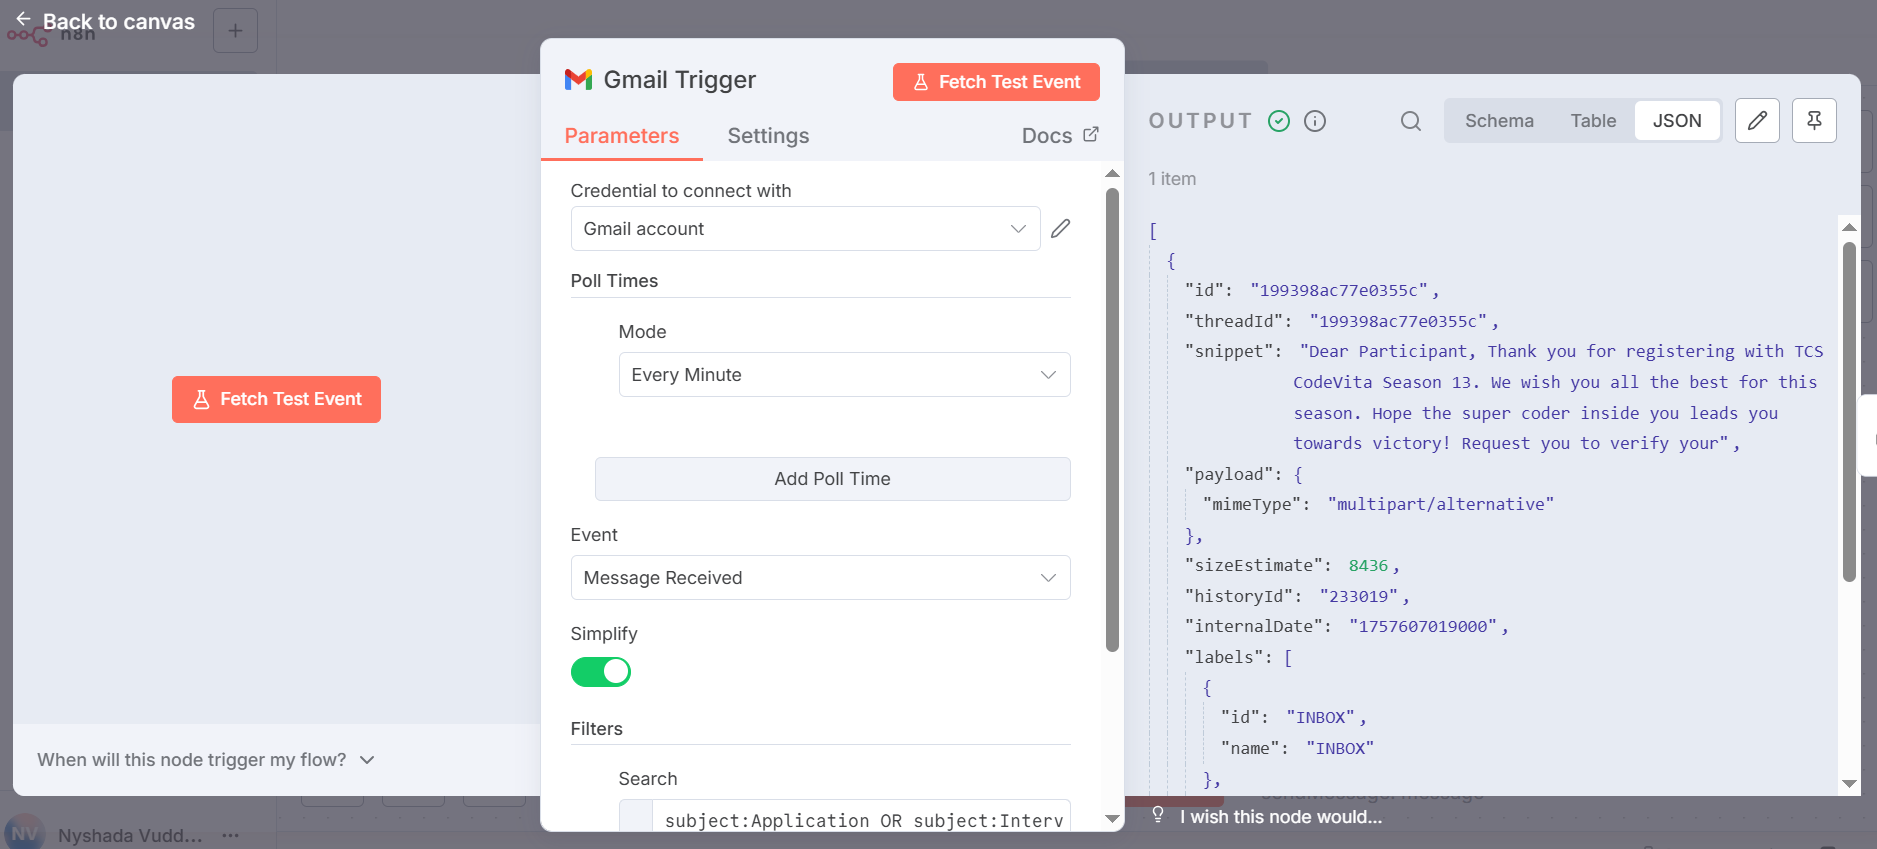 Back to canvas
n8n
Fetch Test Event
When will this node trigger my flow?
NV
Nyshada Vudd...
Gmail Trigger
Fetch Test Event
Parameters
Settings
Docs
Credential to connect with
Gmail account
Poll Times
Mode
Every Minute
Add Poll Time
Event
Message Received
Simplify
Filters
Search
subject:Application OR subject:Interv
OUTPUT
Schema
Table
JSON
1 item
[
{
"id": "199398ac77e0355c",
"threadId": "199398ac77e0355c",
"snippet": "Dear Participant, Thank you for registering with TCS
CodeVita Season 13. We wish you all the best for this
season. Hope the super coder inside you leads you
towards victory! Request you to verify your",
"payload": {
"mimeType": "multipart/alternative"
},
"sizeEstimate": 8436,
"historyId": "233019",
"internalDate": "1757607019000",
"labels": [
{
"id": "INBOX",
"name": "INBOX"
},
I wish this node would...